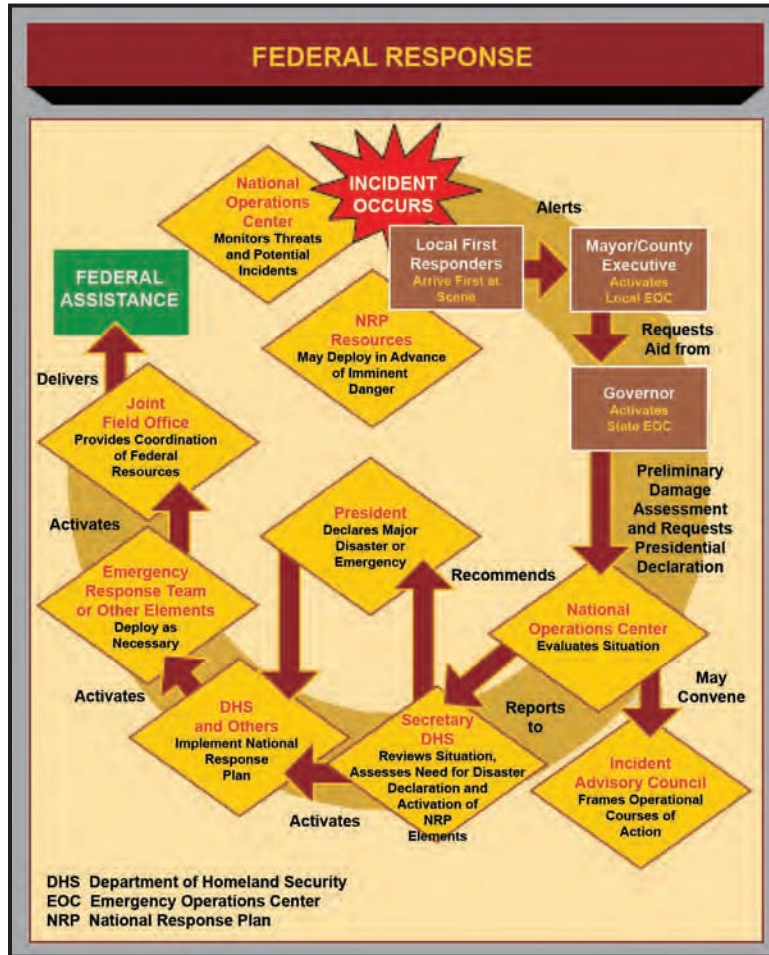 FEDERAL RESPONSE
INCIDENT
OCCURS
National
Operations
Center
Monitors Threats
and Potential
Incidents
Alerts
Local First
Responders
Arrive First at
Scene
Mayor/County
Executive
Activates
Local EOC
FEDERAL
ASSISTANCE
NRP
Resources
May Deploy in Advance
of Imminent
Danger
Requests
Aid from
Delivers
Governor
Activates
State EOC
Joint
Field Office
Provides Coordination
of Federal
Resources
Preliminary
Damage
Assessment
and Requests
Presidential
Declaration
President
Declares Major
Disaster or
Emergency
Activates
Recommends
Emergency
Response Team
or Other Elements
Deploy as
Necessary
National
Operations Center
Evaluates Situation
May
Convene
Activates
DHS
and Others
Implement National
Response
Plan
Reports
to
Secretary
DHS
Reviews Situation,
Assesses Need for Disaster
Declaration and
Activation of
NRP
Elements
Incident
Advisory Council
Frames Operational
Courses of
Action
Activates
DHS Department of Homeland Security
EOC Emergency Operations Center
NRP National Response Plan